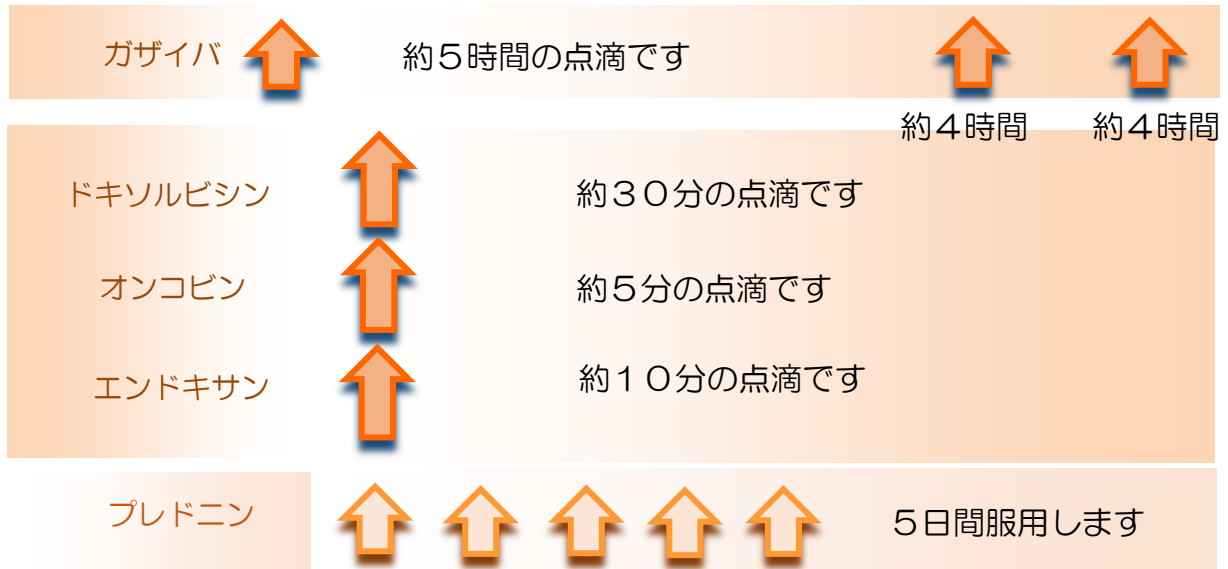 ガザイバ 約５時間の点滴です
約４時間 約４時間
ドキソルビシン 約３０分の点滴です
オンコビン 約５分の点滴です
エンドキサン 約１０分の点滴です
プレドニン ５日間服用します